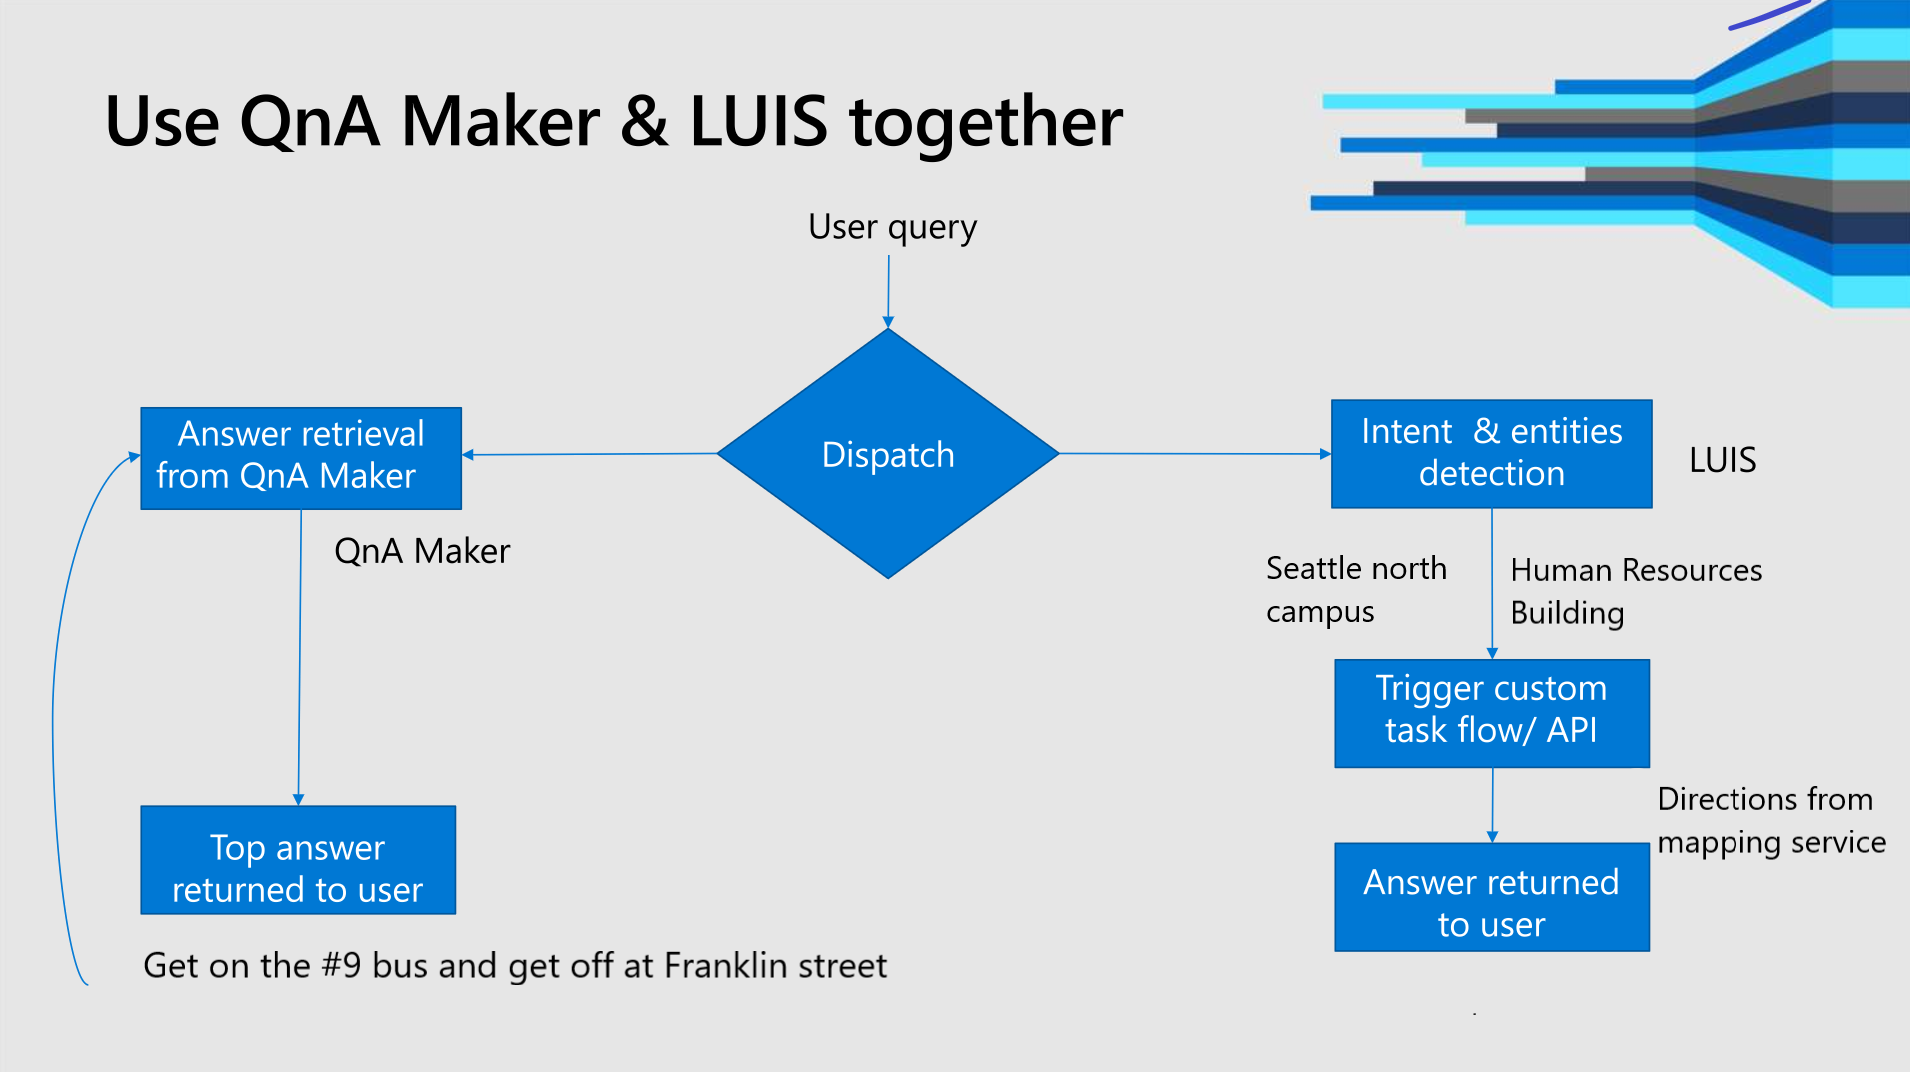 Use QnA Maker & LUIS together
User query
Dispatch
Answer retrieval
from QnA Maker
QnA Maker
Top answer
returned to user
Get on the #9 bus and get off at Franklin street
Intent & entities
detection
LUIS
Seattle north
campus
Human Resources
Building
Trigger custom
task flow/ API
Directions from
mapping service
Answer returned
to user